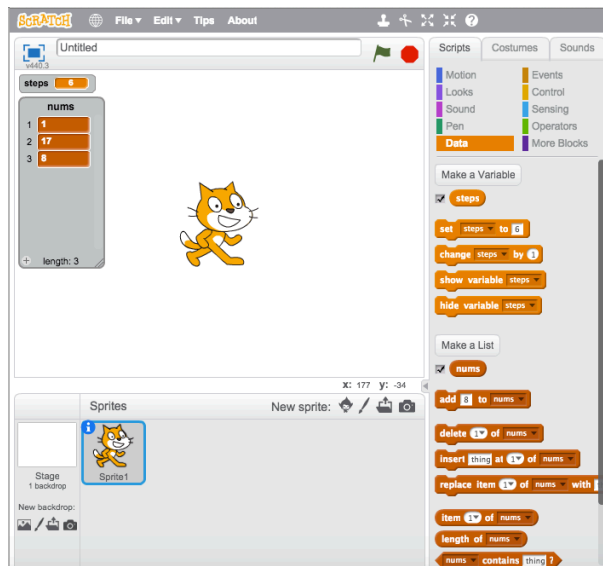 SCRATCH File Edit Tips About
Untitled
v440.3
steps 6
nums
1 1
2 17
3 8
+ length: 3
x: 177 y: -34
Sprites New sprite:
Stage
1 backdrop
New backdrop:
Sprite1
Scripts Costumes Sounds
Motion Events
Looks Control
Sound Sensing
Pen Operators
Data More Blocks
Make a Variable
steps
set steps to 6
change steps by 1
show variable steps
hide variable steps
Make a List
nums
add 8 to nums
delete 1 of nums
insert thing at 1 of nums
replace item 1 of nums with
item 1 of nums
length of nums
nums contains thing ?